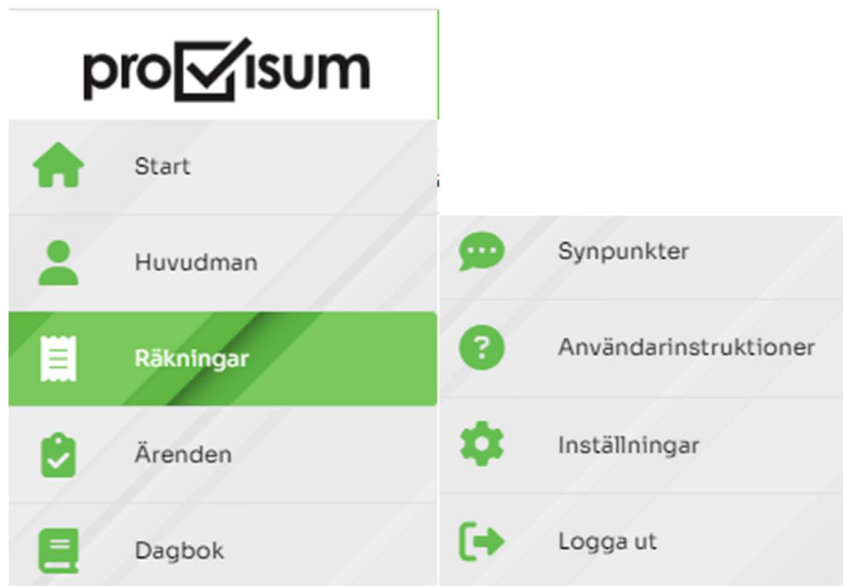 provisum
Start
Huvudman
Räkningar
Ärenden
Dagbok
Synpunkter
Användarinstruktioner
Inställningar
Logga ut